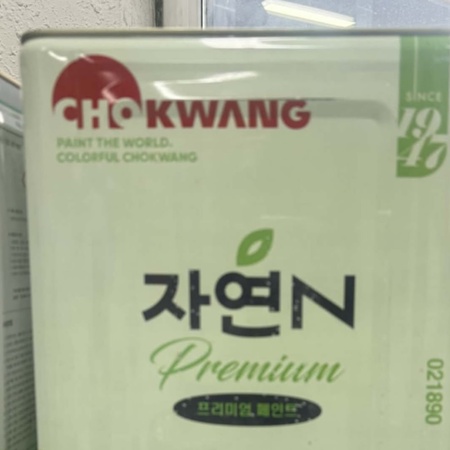 CHOKWANG
PAINT THE WORLD.
COLORFUL CHOKWANG
SINCE
1947
자연N
Premium
프리미엄 페인트
021890